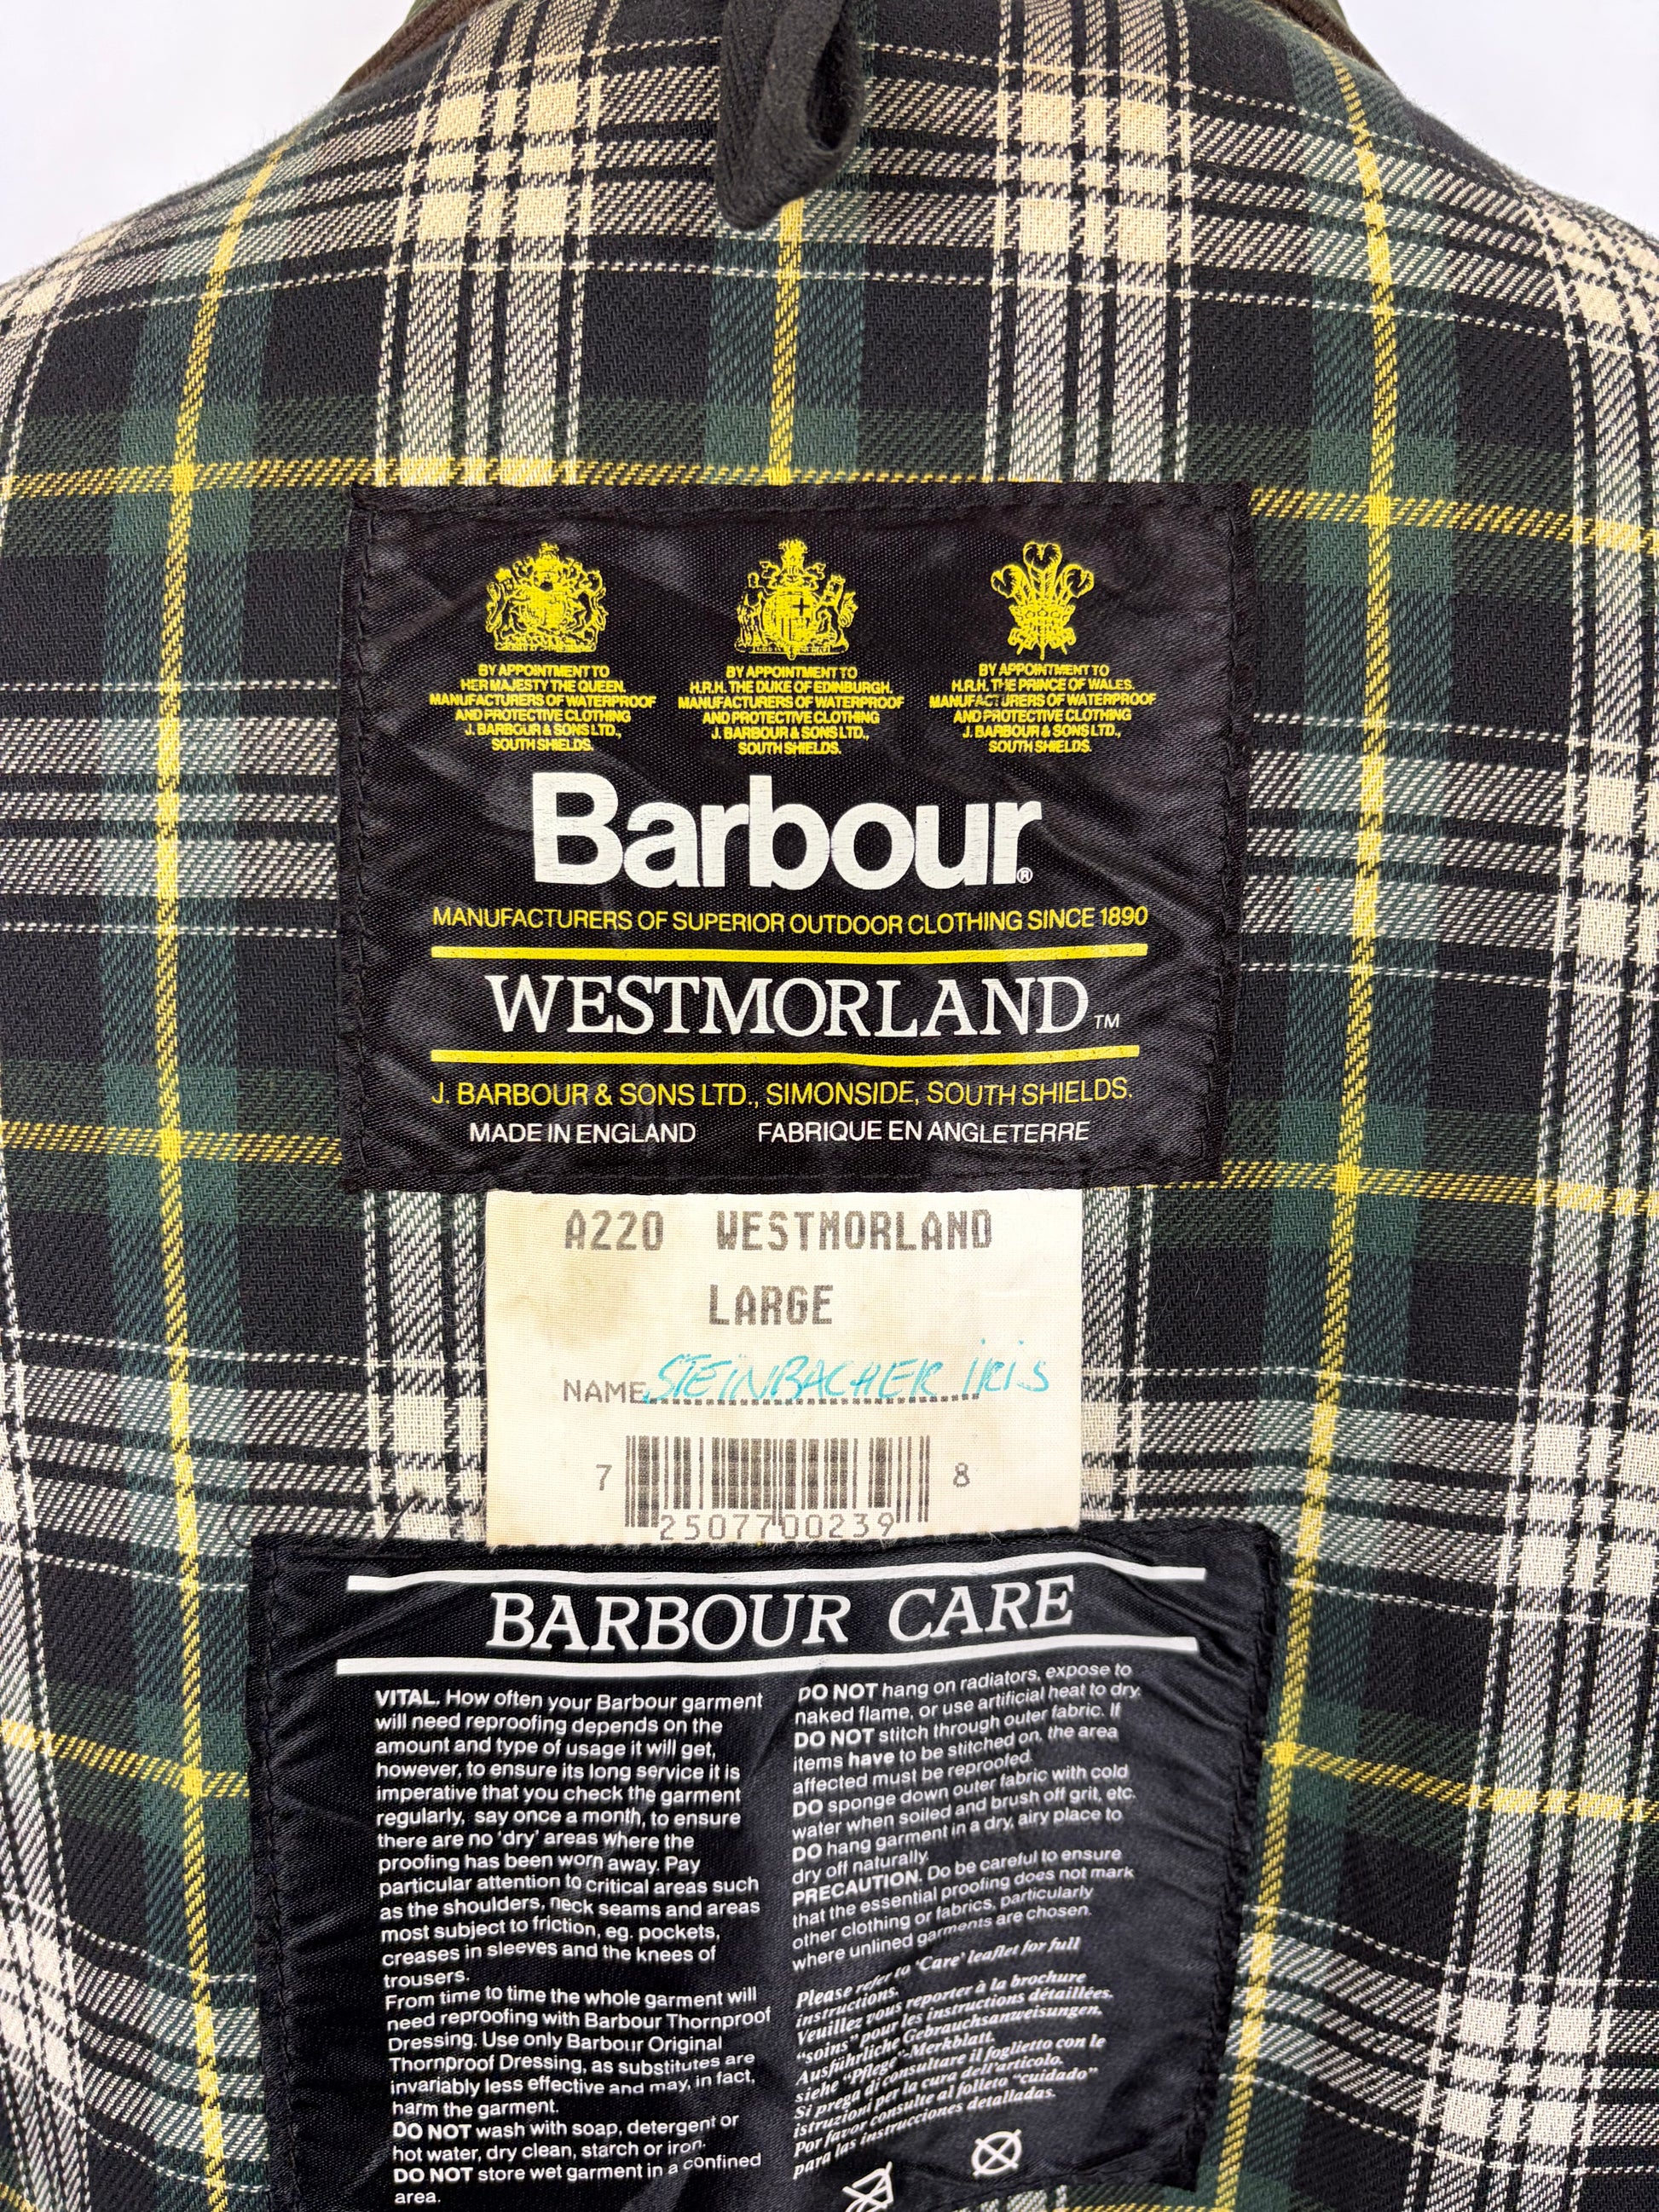 BY APPOINTMENT TO
HER MAJESTY THE QUEEN.
MANUFACTURERS OF WATERPROOF
AND PROTECTIVE CLOTHING
J. BARBOUR & SONS LTD.,
SOUTH SHIELDS.
BY APPOINTMENT TO
H.R.H. THE DUKE OF EDINBURGH.
MANUFACTURERS OF WATERPROOF
AND PROTECTIVE CLOTHING
J. BARBOUR & SONS LTD.,
SOUTH SHIELDS.
BY APPOINTMENT TO
H.R.H. THE PRINCE OF WALES.
MANUFACTURERS OF WATERPROOF
AND PROTECTIVE CLOTHING
J. BARBOUR & SONS LTD.,
SOUTH SHIELDS.
Barbour®
MANUFACTURERS OF SUPERIOR OUTDOOR CLOTHING SINCE 1890
WESTMORLAND TM
J. BARBOUR & SONS LTD., SIMONSIDE, SOUTH SHIELDS.
MADE IN ENGLAND FABRIQUE EN ANGLETERRE
A220 WESTMORLAND
LARGE
NAME STEINBACHER IRIS
7 250770 0239 8
BARBOUR CARE
VITAL. How often your Barbour garment
will need reproofing depends on the
amount and type of usage it will get,
however, to ensure its long service it is
imperative that you check the garment
regularly, say once a month, to ensure
there are no 'dry' areas where the
proofing has been worn away. Pay
particular attention to critical areas such
as the shoulders, neck seams and areas
most subject to friction, eg. pockets,
creases in sleeves and the knees of
trousers.
From time to time the whole garment will
need reproofing with Barbour Thornproof
Dressing. Use only Barbour Original
Thornproof Dressing, as substitutes are
invariably less effective and may, in fact,
harm the garment.
DO NOT wash with soap, detergent or
hot water, dry clean, starch or iron.
DO NOT store wet garment in a confined
area.
DO NOT hang on radiators, expose to
naked flame, or use artificial heat to dry.
DO NOT stitch through outer fabric. If
items have to be stitched on, the area
affected must be reproofed.
DO sponge down outer fabric with cold
water when soiled and brush off grit, etc.
DO hang garment in a dry, airy place to
dry off naturally.
PRECAUTION. Do be careful to ensure
that the essential proofing does not mark
other clothing or fabrics, particularly
where unlined garments are chosen.
Please refer to 'Care' leaflet for full
instructions.
Veuillez vous reporter à la brochure
"soins" pour les instructions détaillées.
Ausführliche Gebrauchsanweisungen.
siehe "Pflege"-Merkblatt.
Si prega di consultare il foglietto con le
istruzioni per la cura dell'articolo.
Por favor consulte al folleto "cuidado"
para las instrucciones detalladas.